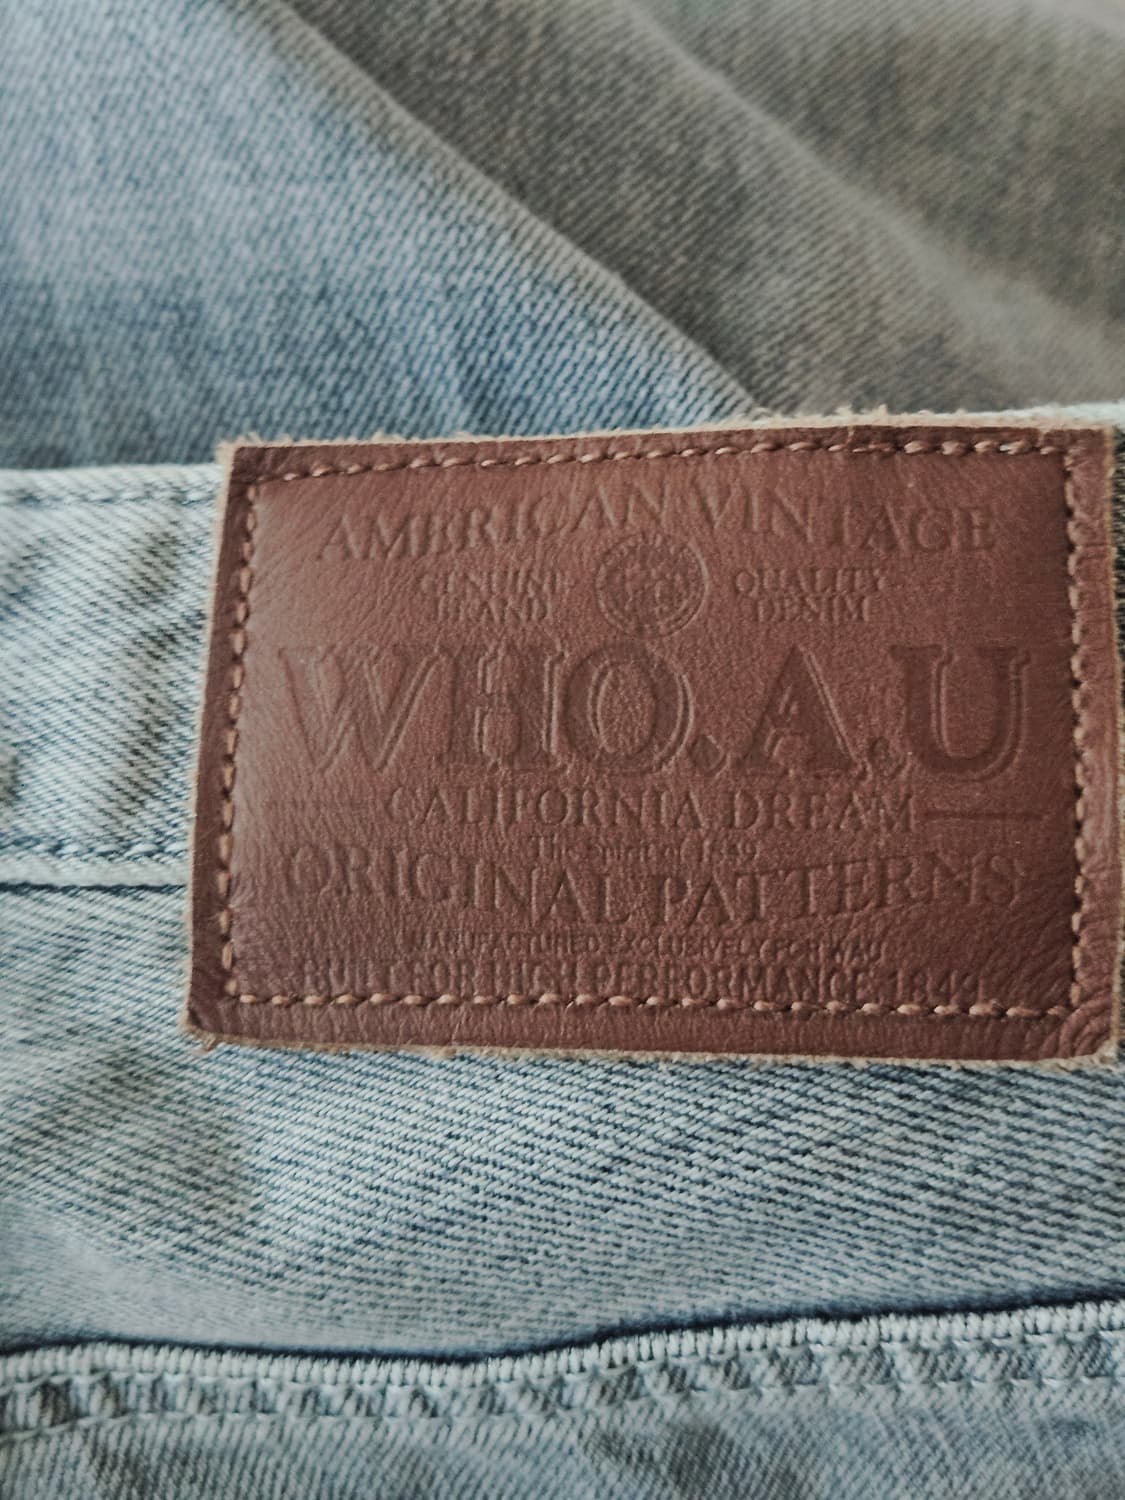 AMERICAN VINTAGE
GENUINE BRAND
QUALITY DENIM
WHO.A.U
CALIFORNIA DREAM
The Spirit of 1849
ORIGINAL PATTERNS
MANUFACTURED EXCLUSIVELY FOR WAU
BUILT FOR HIGH PERFORMANCE 1849